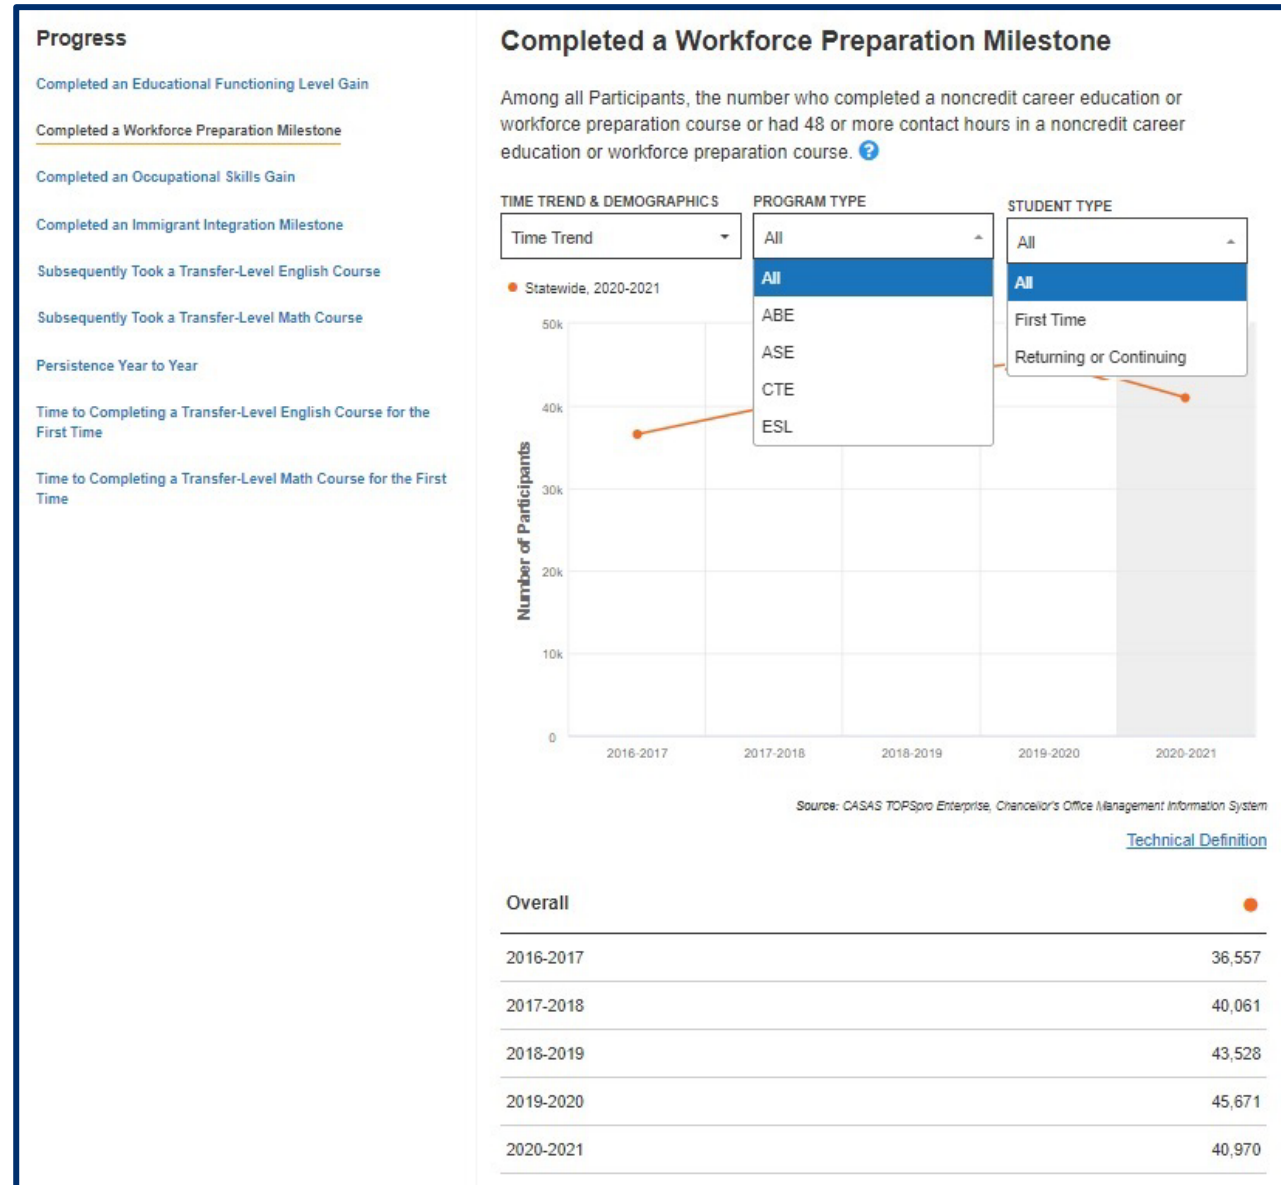 Progress
Completed an Educational Functioning Level Gain
Completed a Workforce Preparation Milestone
Completed an Occupational Skills Gain
Completed an Immigrant Integration Milestone
Subsequently Took a Transfer-Level English Course
Subsequently Took a Transfer-Level Math Course
Persistence Year to Year
Time to Completing a Transfer-Level English Course for the
First Time
Time to Completing a Transfer-Level Math Course for the First
Time
Completed a Workforce Preparation Milestone
Among all Participants, the number who completed a noncredit career education or
workforce preparation course or had 48 or more contact hours in a noncredit career
education or workforce preparation course. ?
TIME TREND & DEMOGRAPHICS
Time Trend
PROGRAM TYPE
All
All
ABE
ASE
CTE
ESL
STUDENT TYPE
All
All
First Time
Returning or Continuing
Statewide, 2020-2021
Number of Participants
50k
40k
30k
20k
10k
0
2016-2017 2017-2018 2018-2019 2019-2020 2020-2021
Source: CASAS TOPSpro Enterprise, Chancellor's Office Management Information System
Technical Definition
Overall
2016-2017 36,557
2017-2018 40,061
2018-2019 43,528
2019-2020 45,671
2020-2021 40,970